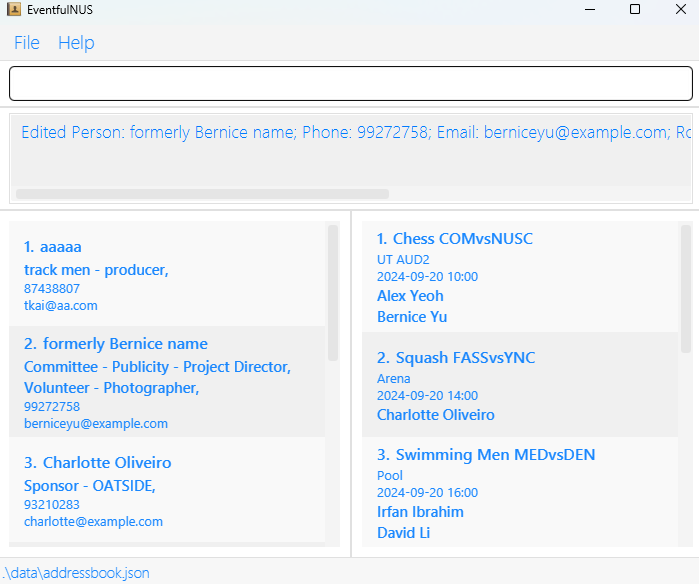 EventfulNUS
File Help
Edited Person: formerly Bernice name; Phone: 99272758; Email: berniceyu@example.com; Ro
1. aaaaa
track men - producer,
87438807
tkai@aa.com
2. formerly Bernice name
Committee - Publicity - Project Director,
Volunteer - Photographer,
99272758
berniceyu@example.com
3. Charlotte Oliveiro
Sponsor - OATSIDE,
93210283
charlotte@example.com
1. Chess COMvsNUSC
UT AUD2
2024-09-20 10:00
Alex Yeoh
Bernice Yu
2. Squash FASSvsYNC
Arena
2024-09-20 14:00
Charlotte Oliveiro
3. Swimming Men MEDvsDEN
Pool
2024-09-20 16:00
Irfan Ibrahim
David Li
.\data\addressbook.json